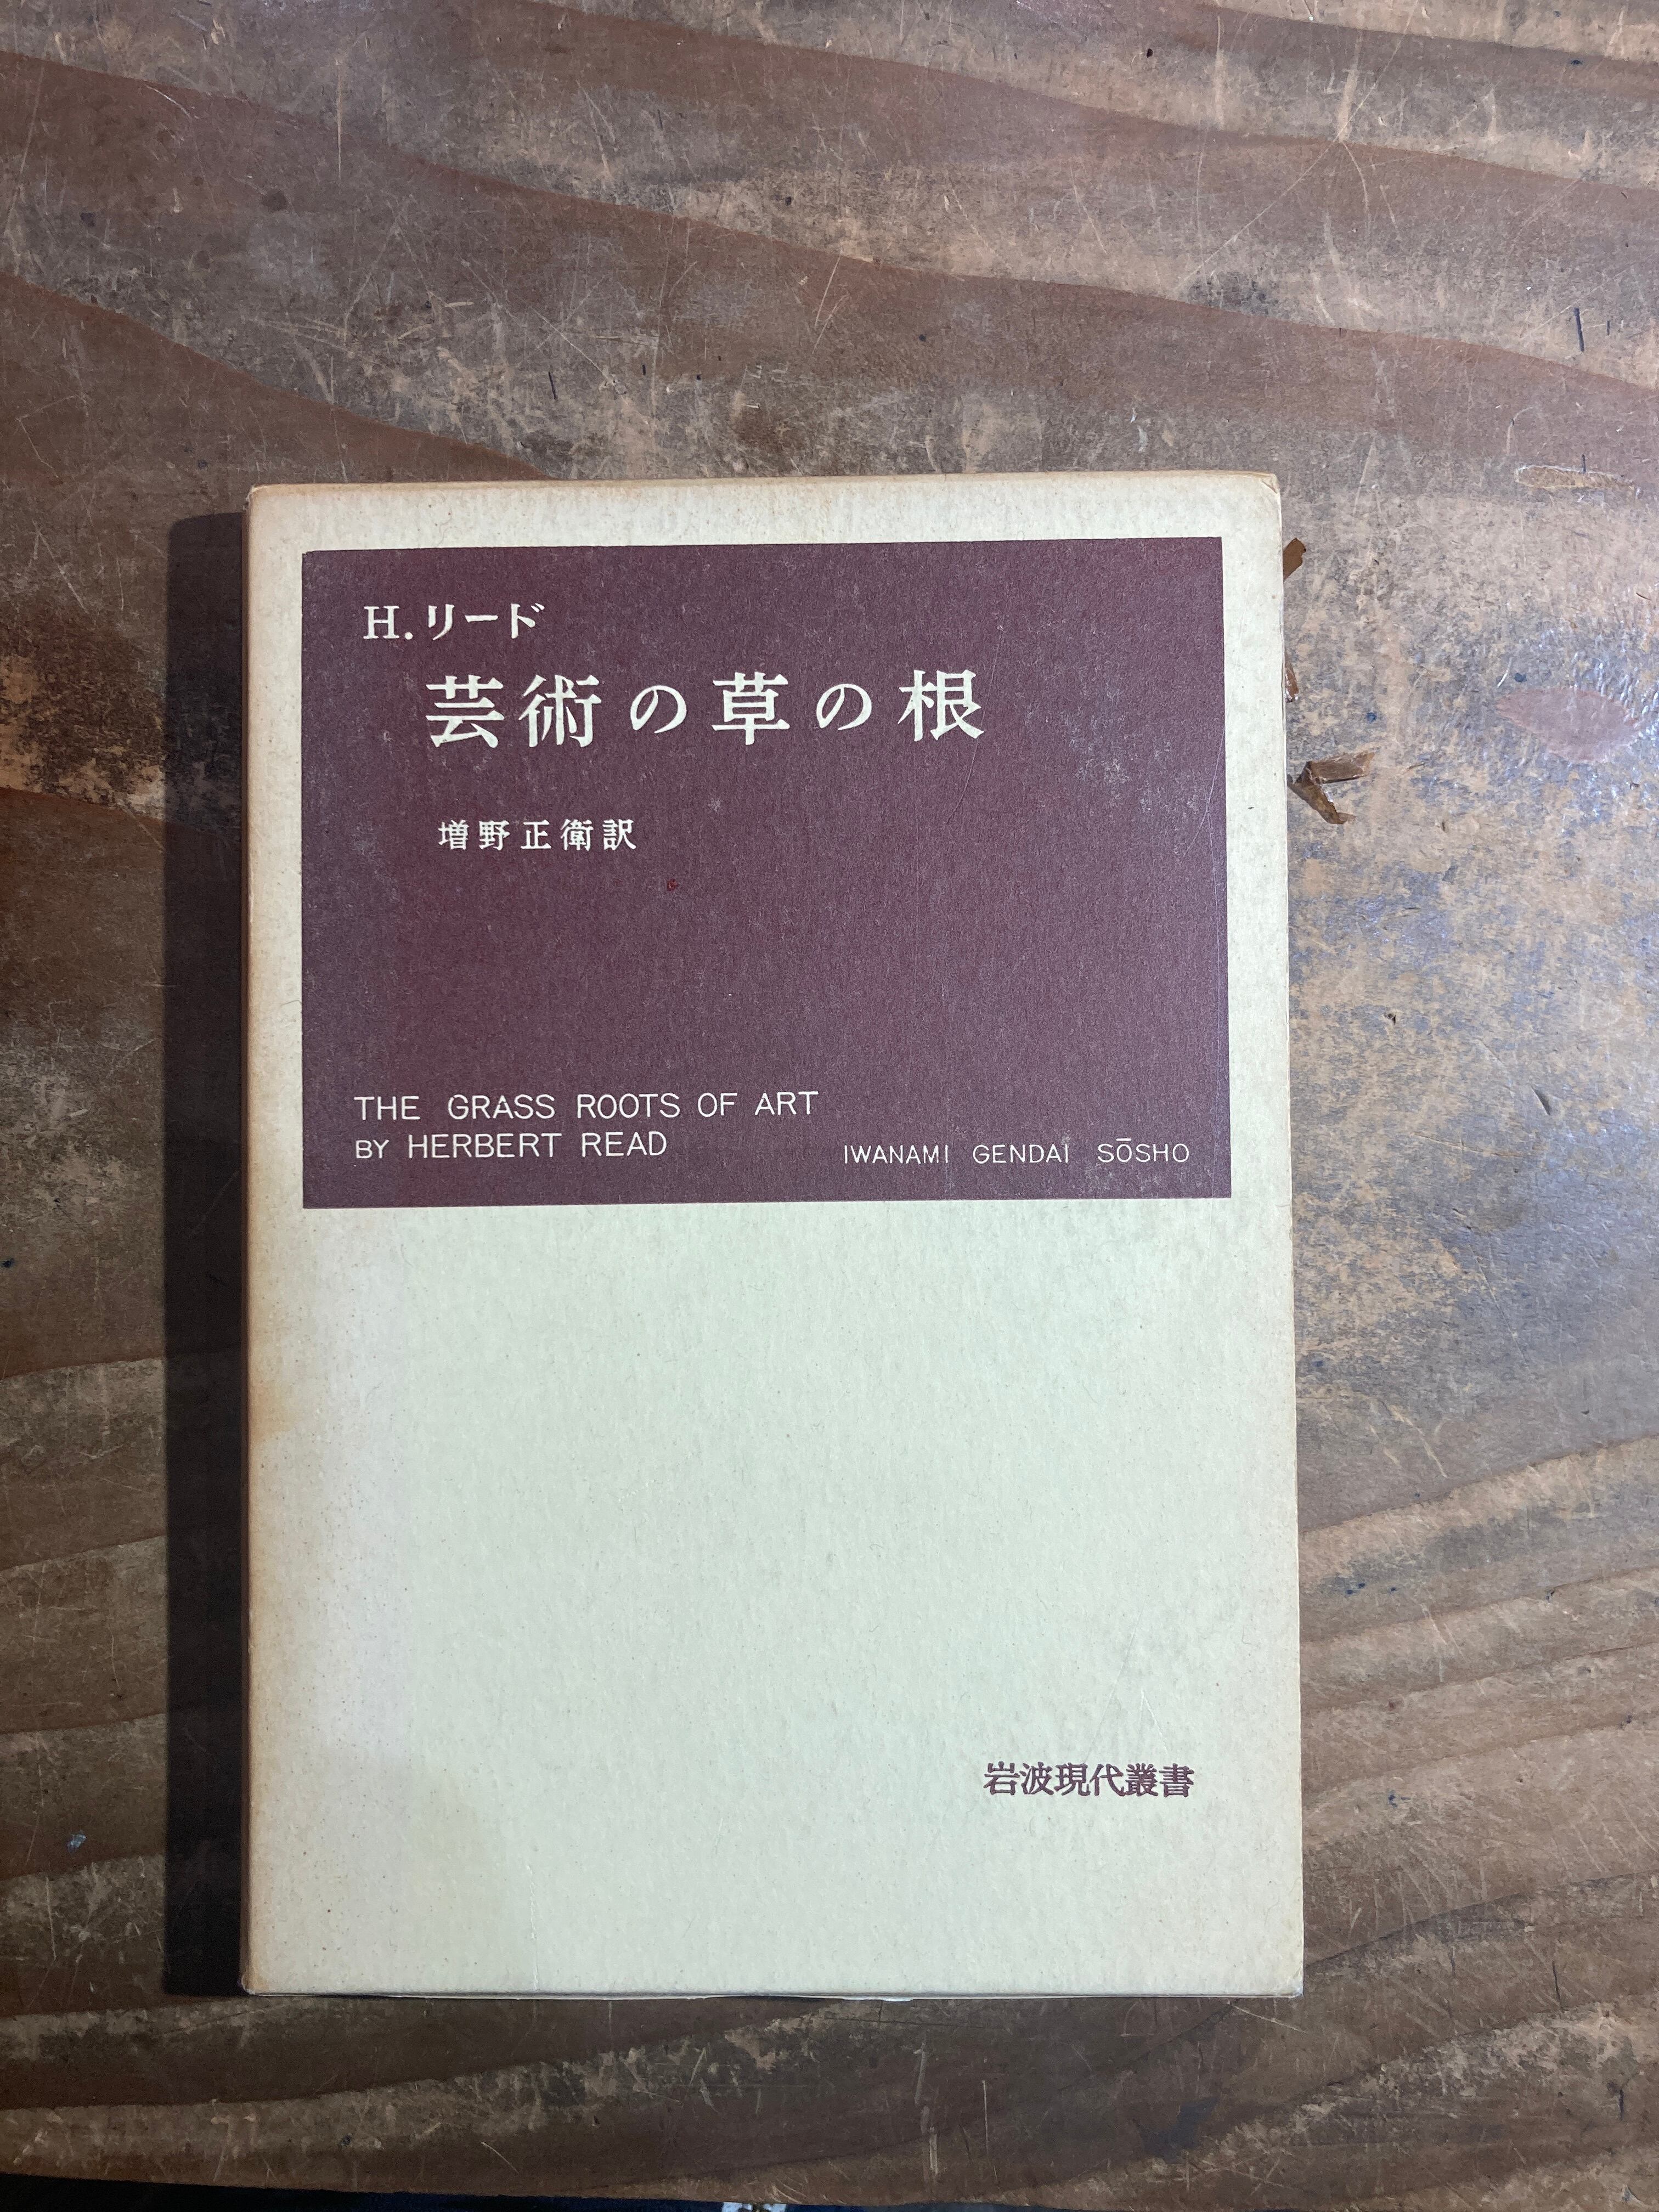 H.リード
芸術の草の根
増野正衛訳
THE GRASS ROOTS OF ART
BY HERBERT READ
IWANAMI GENDAI SŌSHO
岩波現代叢書